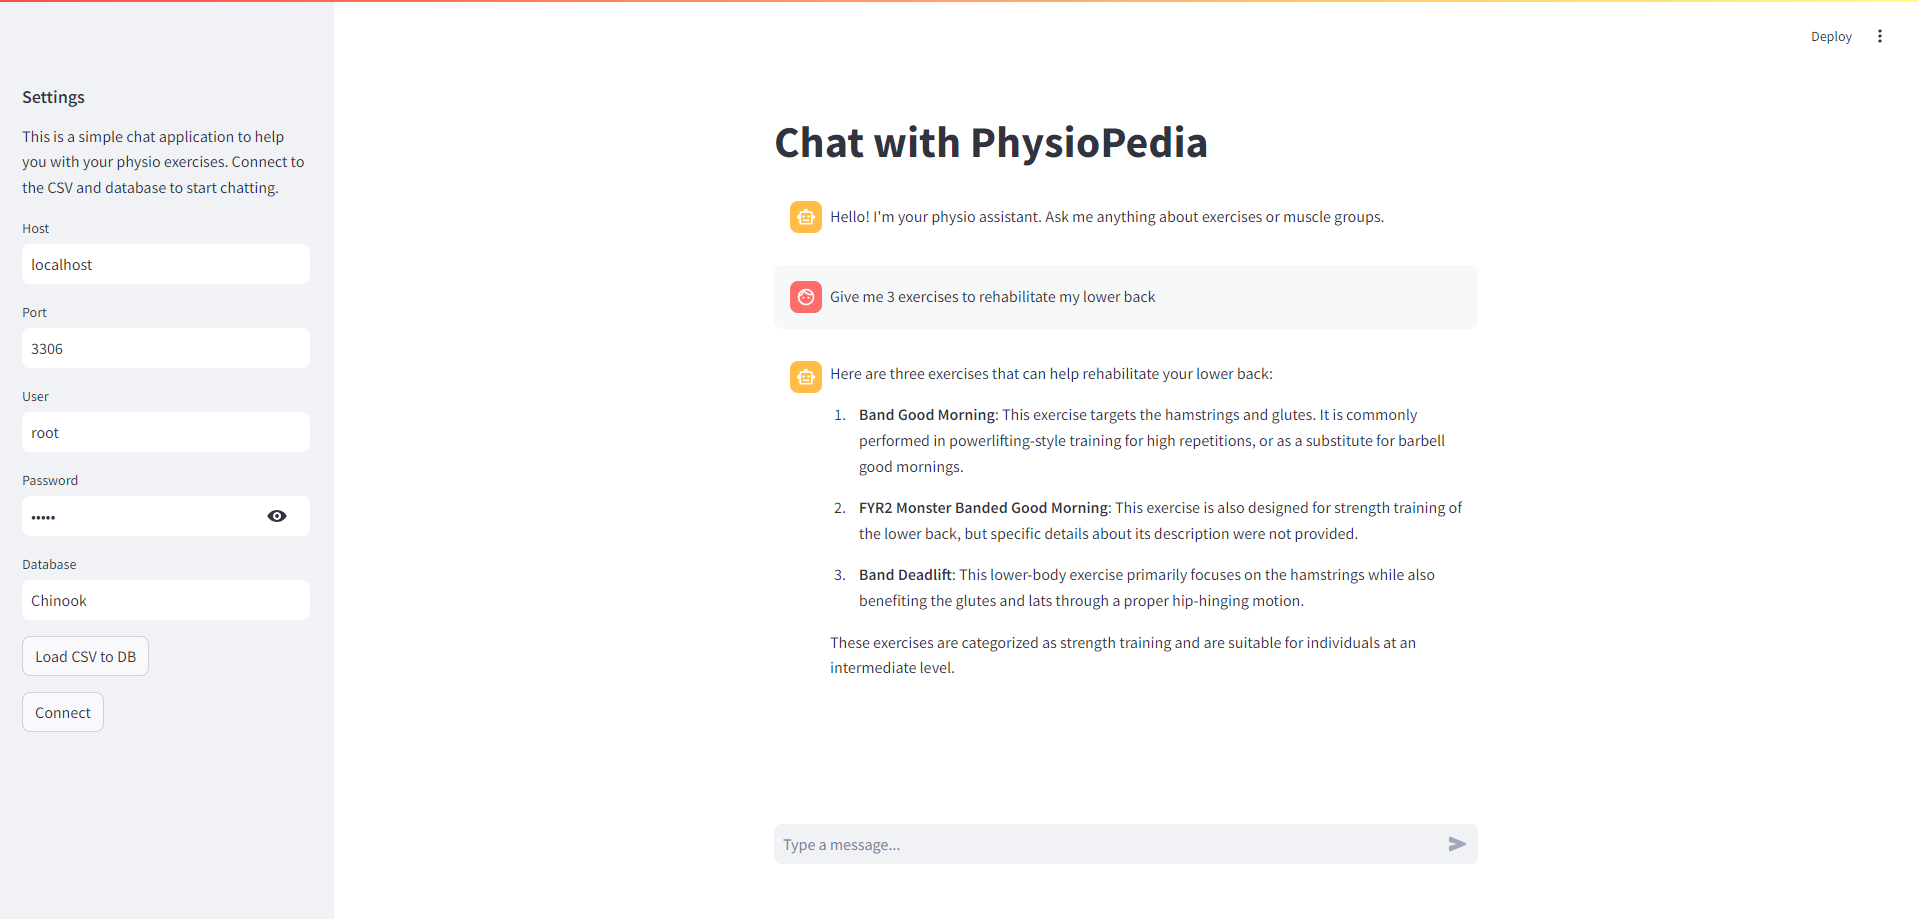 Deploy
Settings
This is a simple chat application to help
you with your physio exercises. Connect to
the CSV and database to start chatting.
Host
localhost
Port
3306
User
root
Password
•••••
Database
Chinook
Load CSV to DB
Connect
Chat with PhysioPedia
Hello! I'm your physio assistant. Ask me anything about exercises or muscle groups.
Give me 3 exercises to rehabilitate my lower back
Here are three exercises that can help rehabilitate your lower back:
1. Band Good Morning: This exercise targets the hamstrings and glutes. It is commonly
performed in powerlifting-style training for high repetitions, or as a substitute for barbell
good mornings.
2. FYR2 Monster Banded Good Morning: This exercise is also designed for strength training of
the lower back, but specific details about its description were not provided.
3. Band Deadlift: This lower-body exercise primarily focuses on the hamstrings while also
benefiting the glutes and lats through a proper hip-hinging motion.
These exercises are categorized as strength training and are suitable for individuals at an
intermediate level.
Type a message...